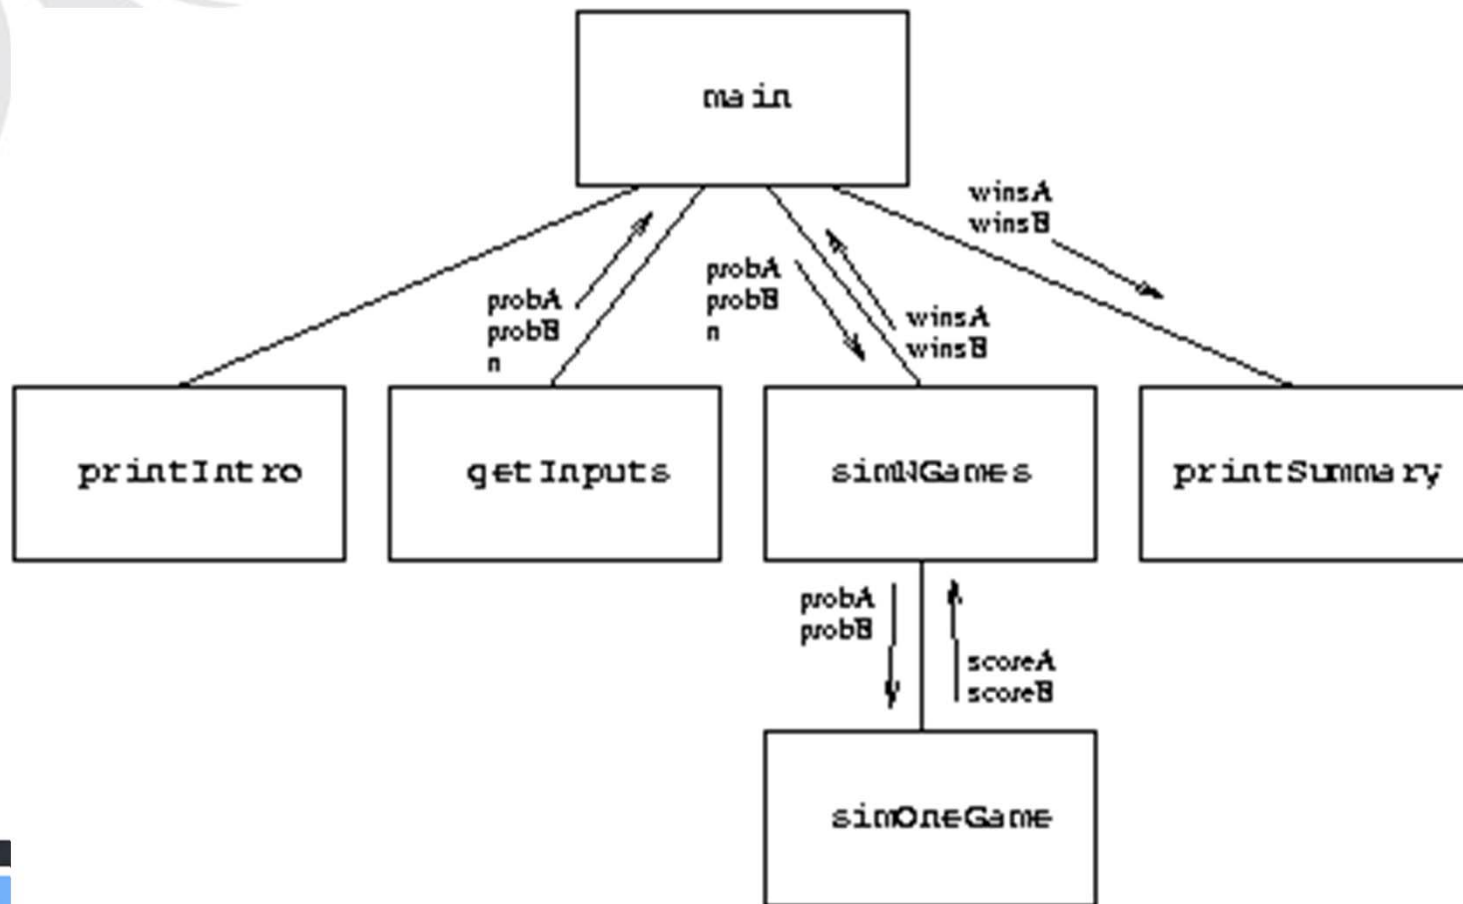 main
winsA
winsB
probA
probB
n
probA
probB
n
winsA
winsB
printIntro
getInputs
simNGames
printSummary
probA
probB
scoreA
scoreB
simOneGame